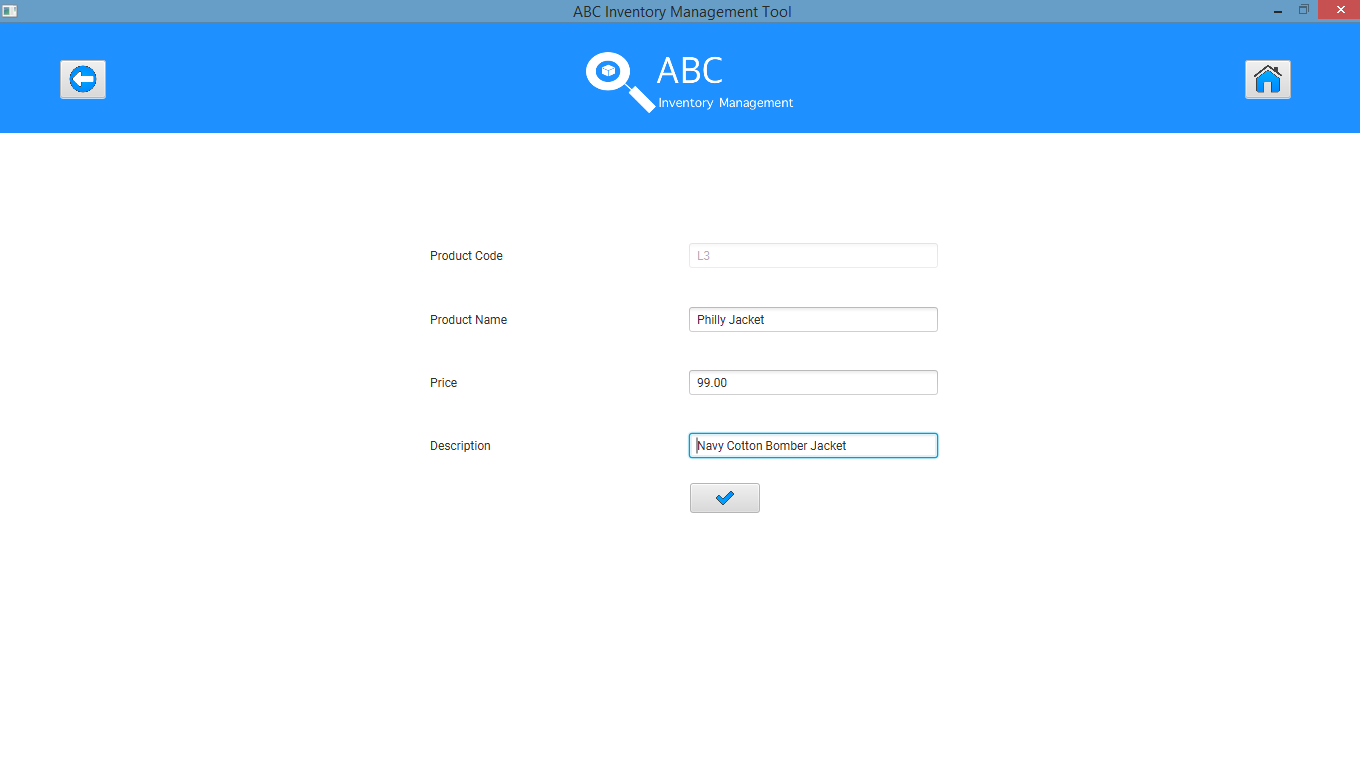 ABC Inventory Management Tool
ABC
Inventory Management
Product Code L3
Product Name Philly Jacket
Price 99.00
Description Navy Cotton Bomber Jacket